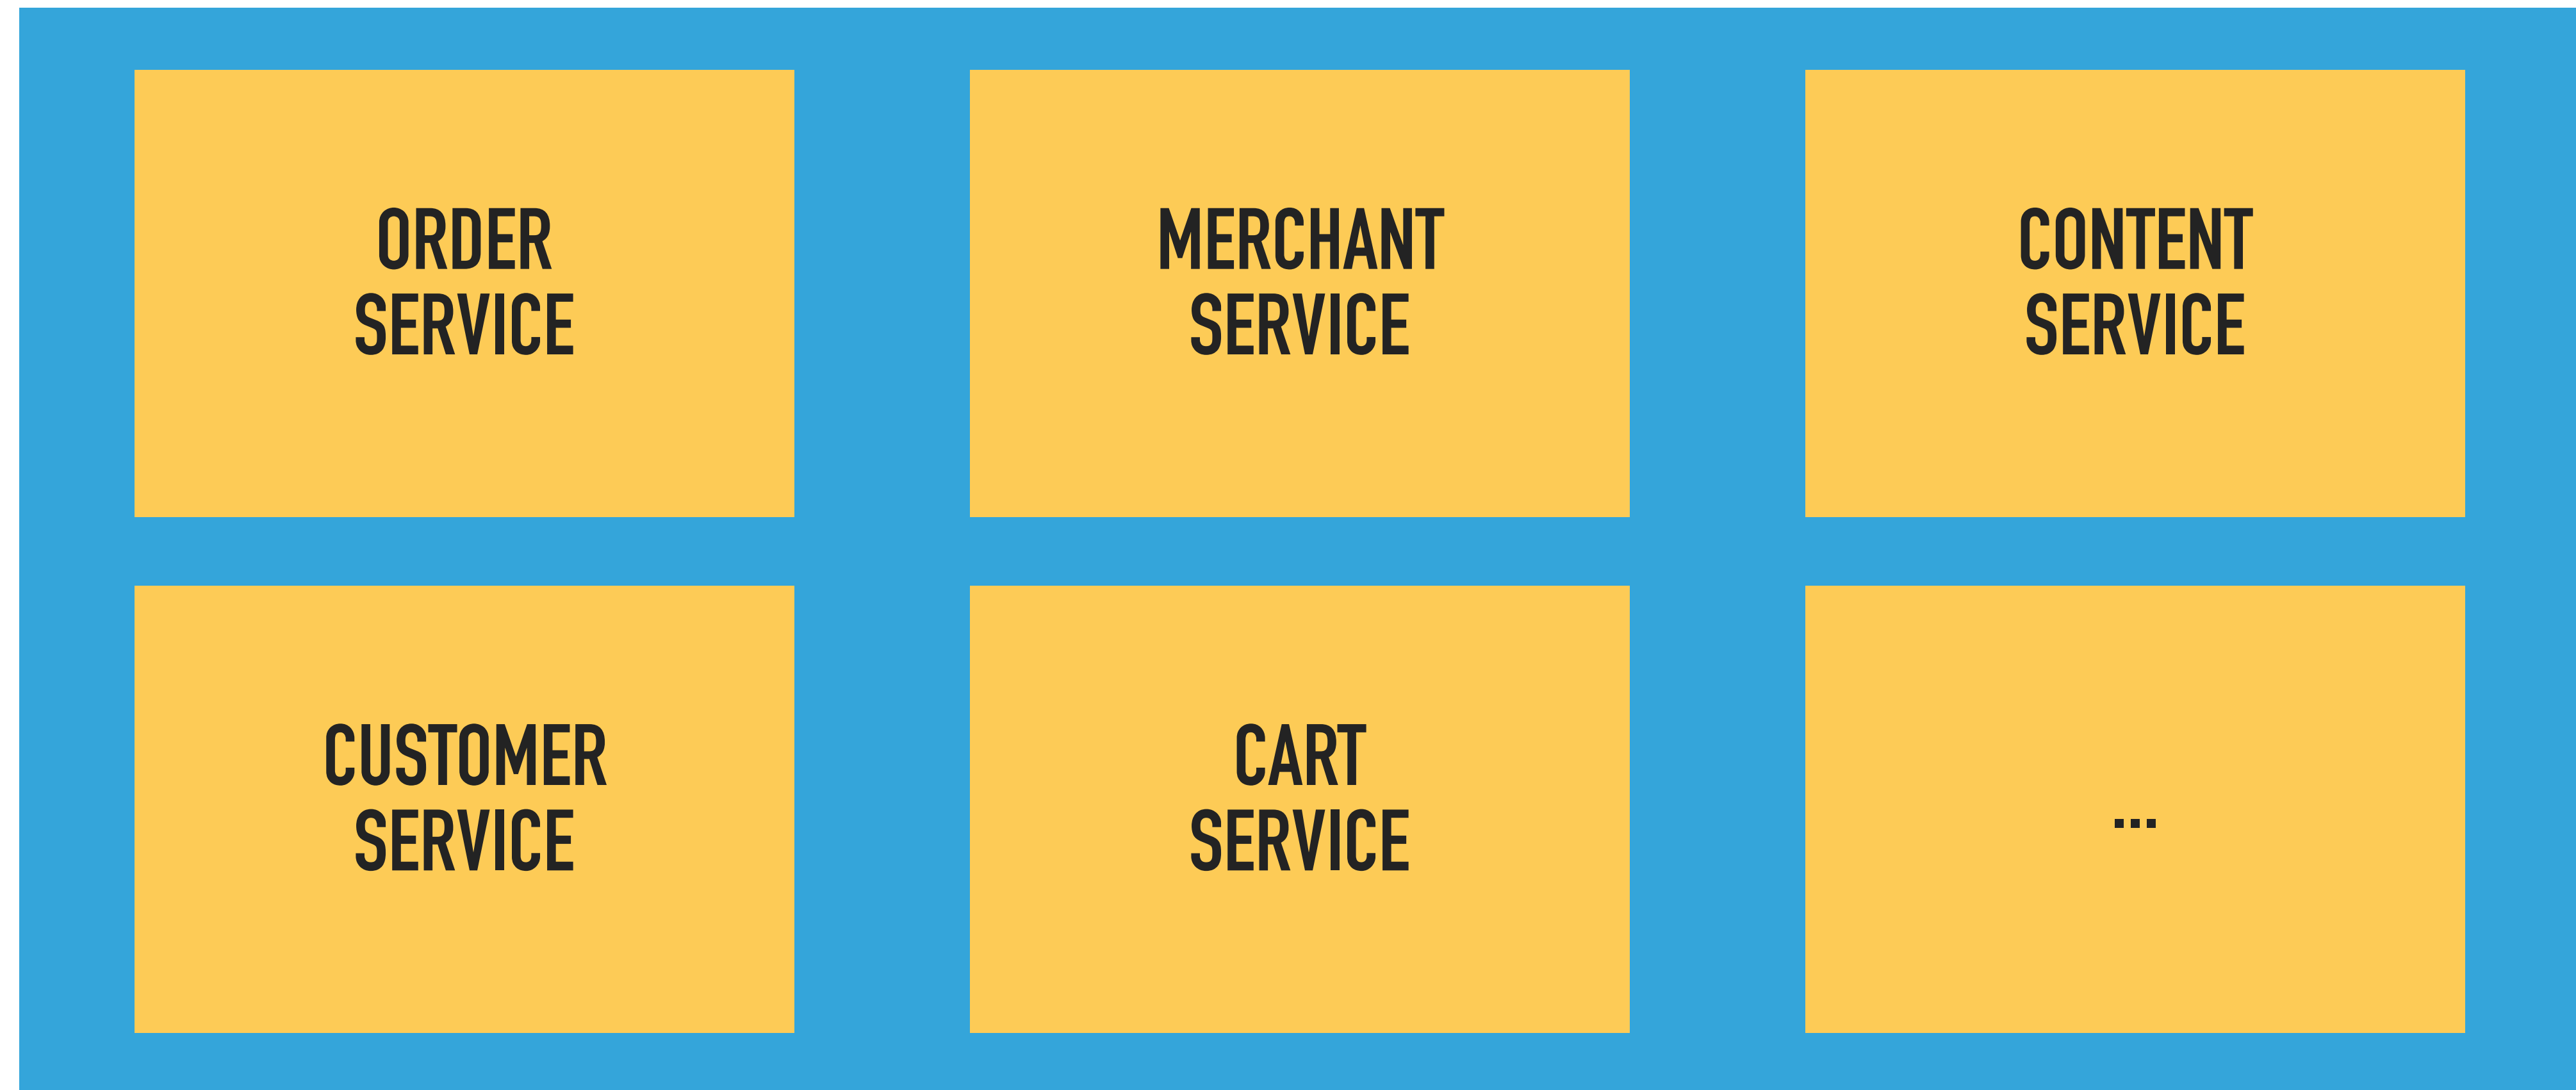 ORDER
SERVICE
MERCHANT
SERVICE
CONTENT
SERVICE
CUSTOMER
SERVICE
CART
SERVICE
...